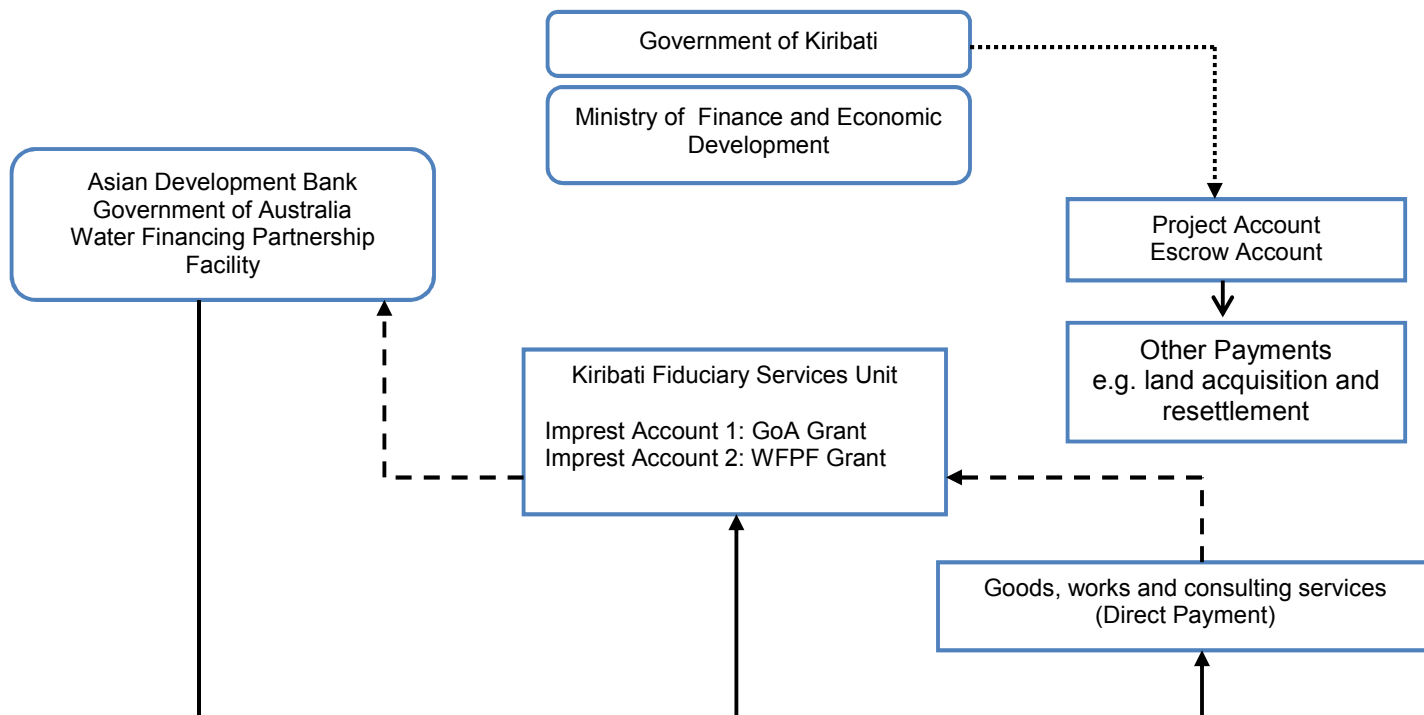 Government of Kiribati
Ministry of  Finance and Economic
Development
Asian Development Bank
Government of Australia
Water Financing Partnership
Facility
Project Account
Escrow Account
Other Payments
e.g. land acquisition and
resettlement
Kiribati Fiduciary Services Unit
Imprest Account 1: GoA Grant
Imprest Account 2: WFPF Grant
Goods, works and consulting services
(Direct Payment)